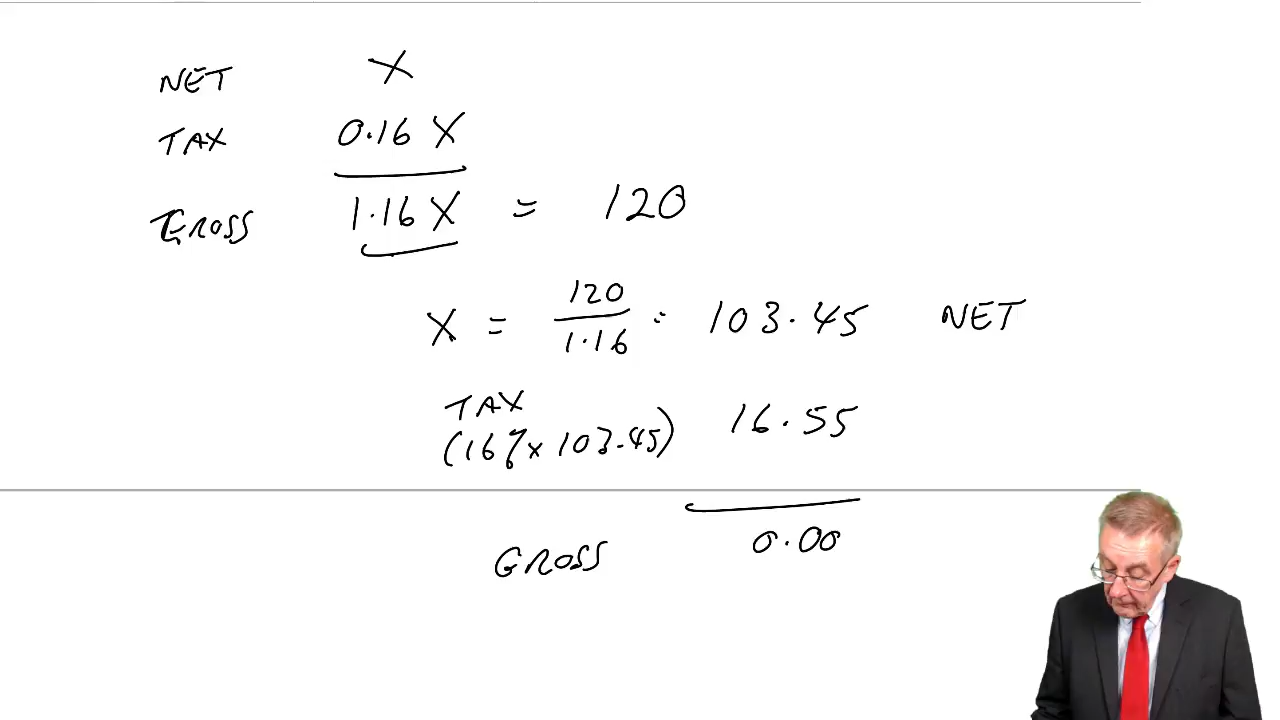 NET X
TAX 0.16 X
GROSS 1.16 X = 120
X = 120 / 1.16 = 103.45 NET
TAX
(16% x 103.45) 16.55
GROSS 0.00